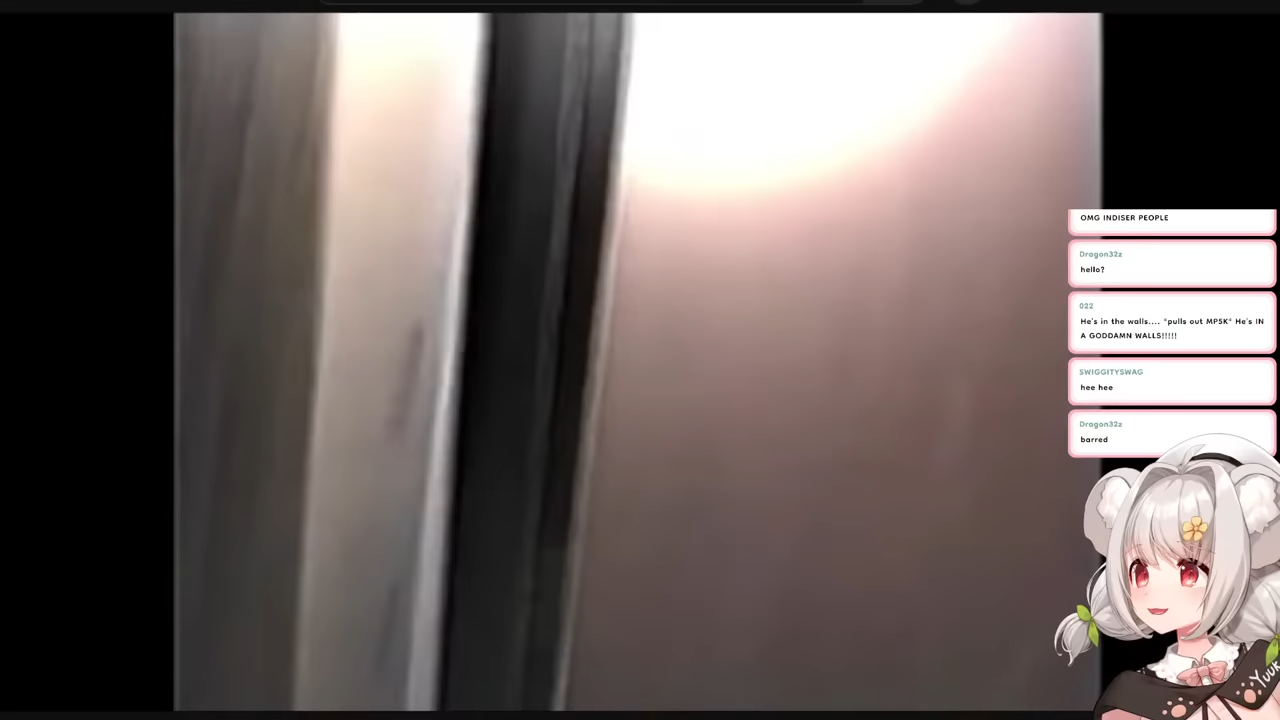 OMG INDISER PEOPLE
Dragon32z
hello?
022
He's in the walls.... *pulls out MP5K* He's IN
A GODDAMN WALLS!!!!!
SWIGGITYSWAG
hee hee
Dragon32z
barred